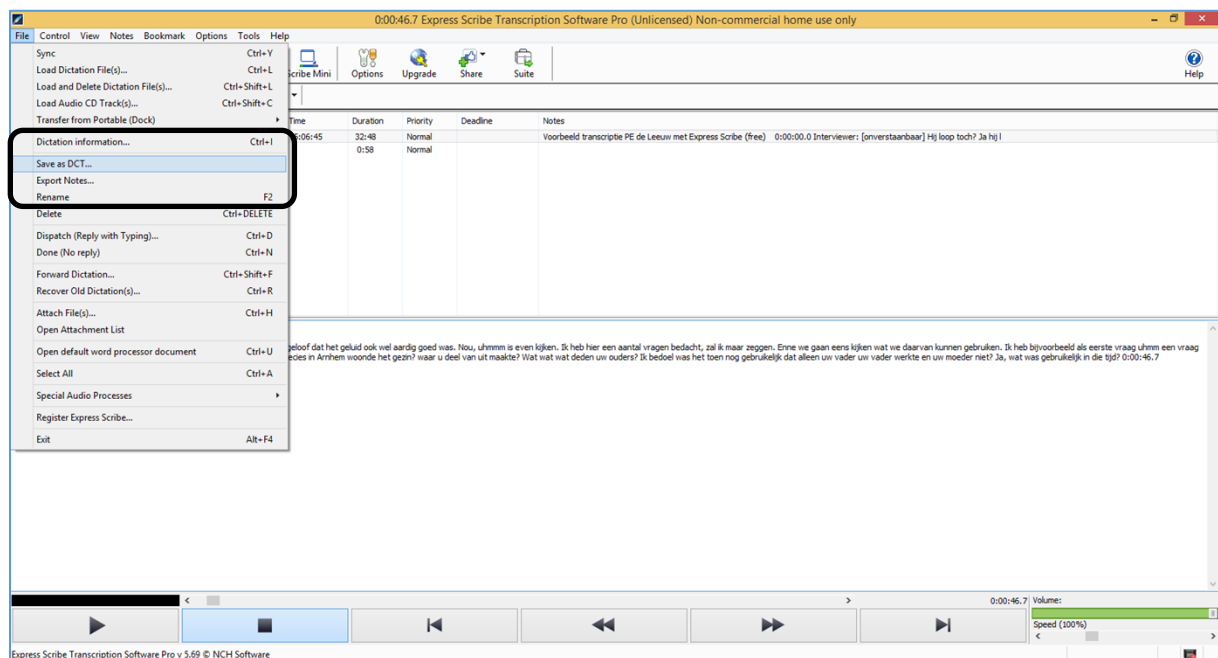 0:00:46.7 Express Scribe Transcription Software Pro (Unlicensed) Non-commercial home use only
File Control View Notes Bookmark Options Tools Help
Scribe Mini Options Upgrade Share Suite Help
Sync Ctrl+Y
Load Dictation File(s)... Ctrl+L
Load and Delete Dictation File(s)... Ctrl+Shift+L
Load Audio CD Track(s)... Ctrl+Shift+C
Transfer from Portable (Dock)
Dictation information... Ctrl+I
Save as DCT...
Export Notes...
Rename F2
Delete Ctrl+DELETE
Dispatch (Reply with Typing)... Ctrl+D
Done (No reply) Ctrl+N
Forward Dictation... Ctrl+Shift+F
Recover Old Dictation(s)... Ctrl+R
Attach File(s)... Ctrl+H
Open Attachment List
Open default word processor document Ctrl+U
Select All Ctrl+A
Special Audio Processes
Register Express Scribe...
Exit Alt+F4
Time Duration Priority Deadline Notes
:06:45 32:48 Normal Voorbeeld transcriptie PE de Leeuw met Express Scribe (free) 0:00:00.0 Interviewer: [onverstaanbaar] Hij loop toch? Ja hij l
0:58 Normal
geloof dat het geluid ook wel aardig goed was. Nou, uhmmm is even kijken. Ik heb hier een aantal vragen bedacht, zal ik maar zeggen. Enne we gaan eens kijken wat we daarvan kunnen gebruiken. Ik heb bijvoorbeeld als eerste vraag uhmm een vraag
in Arnhem woonde het gezin? waar u deel van uit maakte? Wat wat wat deden uw ouders? Ik bedoel was het toen nog gebruikelijk dat alleen uw vader uw vader werkte en uw moeder niet? Ja, wat was gebruikelijk in die tijd? 0:00:46.7
0:00:46.7 Volume:
Speed (100%)
Express Scribe Transcription Software Pro v 5.69 © NCH Software